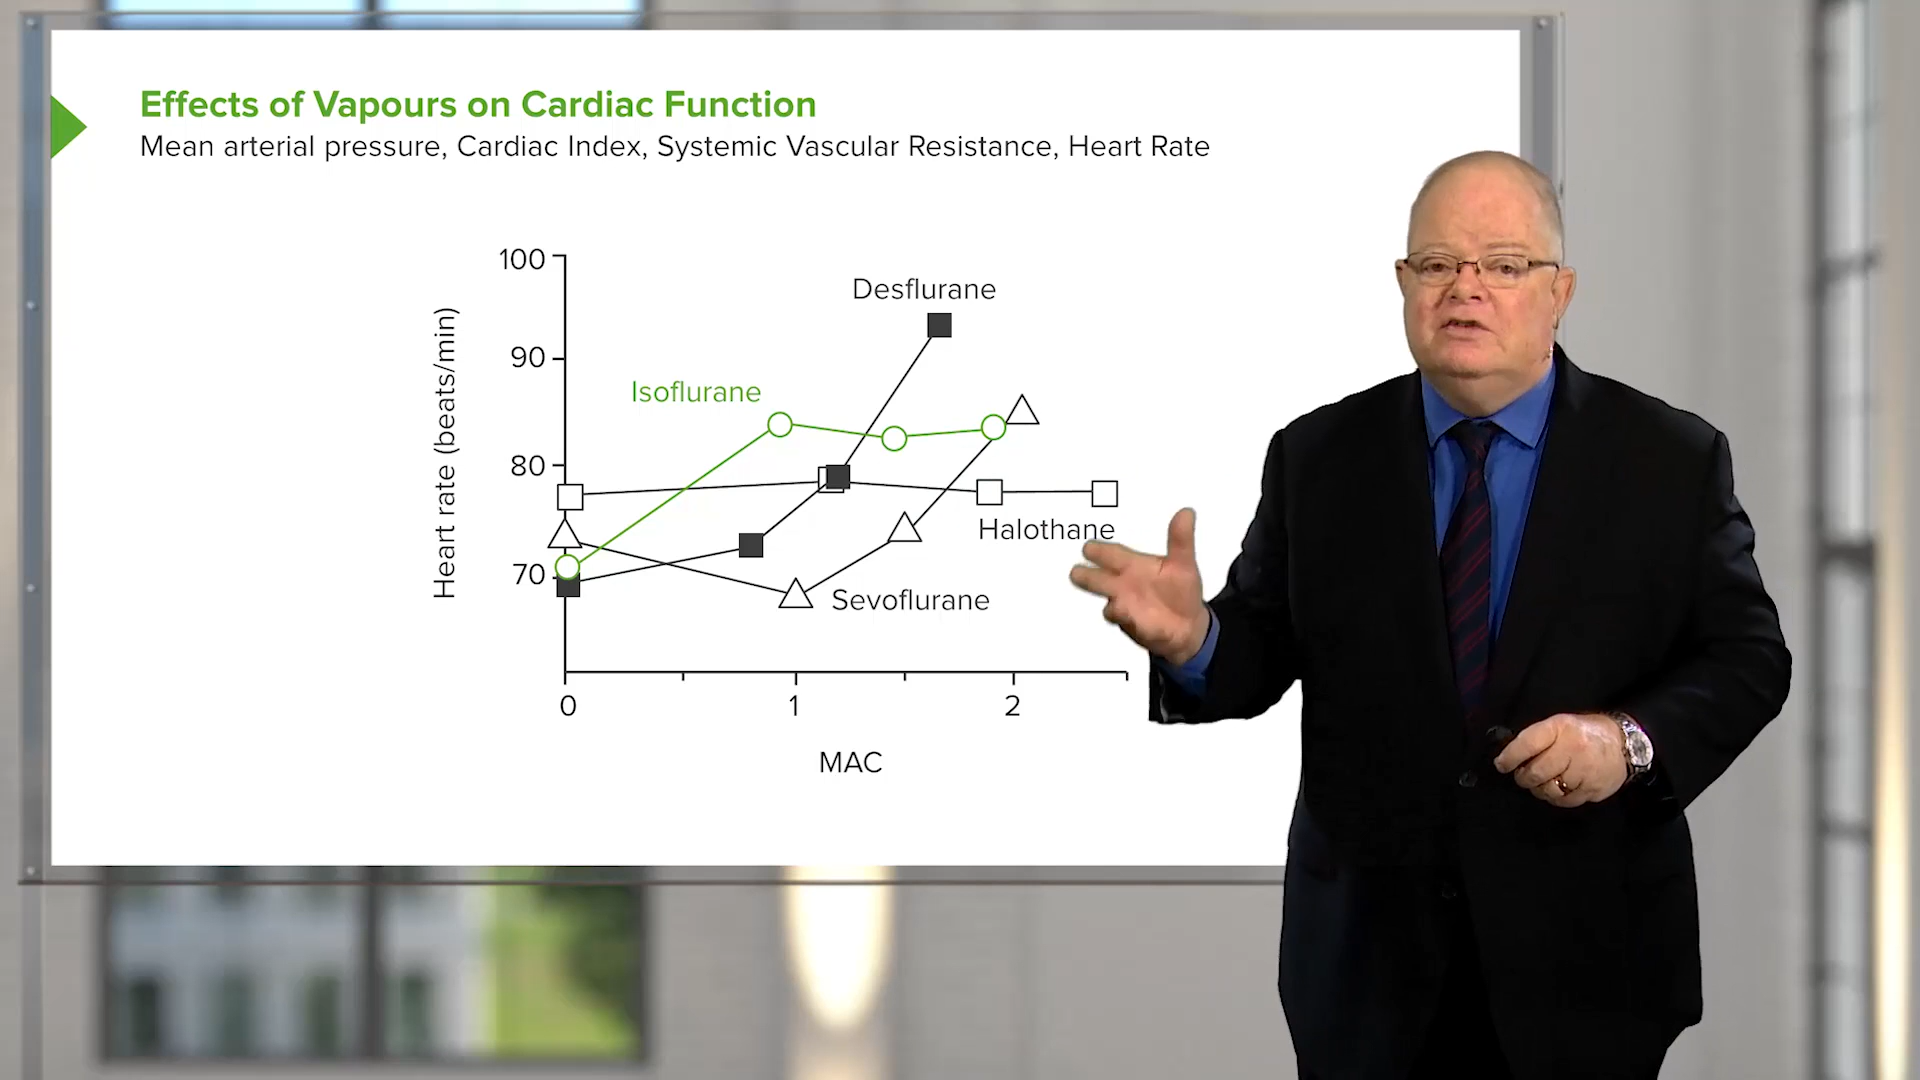 Effects of Vapours on Cardiac Function
Mean arterial pressure, Cardiac Index, Systemic Vascular Resistance, Heart Rate
100
Desflurane
90
Isoflurane
Heart rate (beats/min)
80
Halothane
70
Sevoflurane
0
1
2
MAC